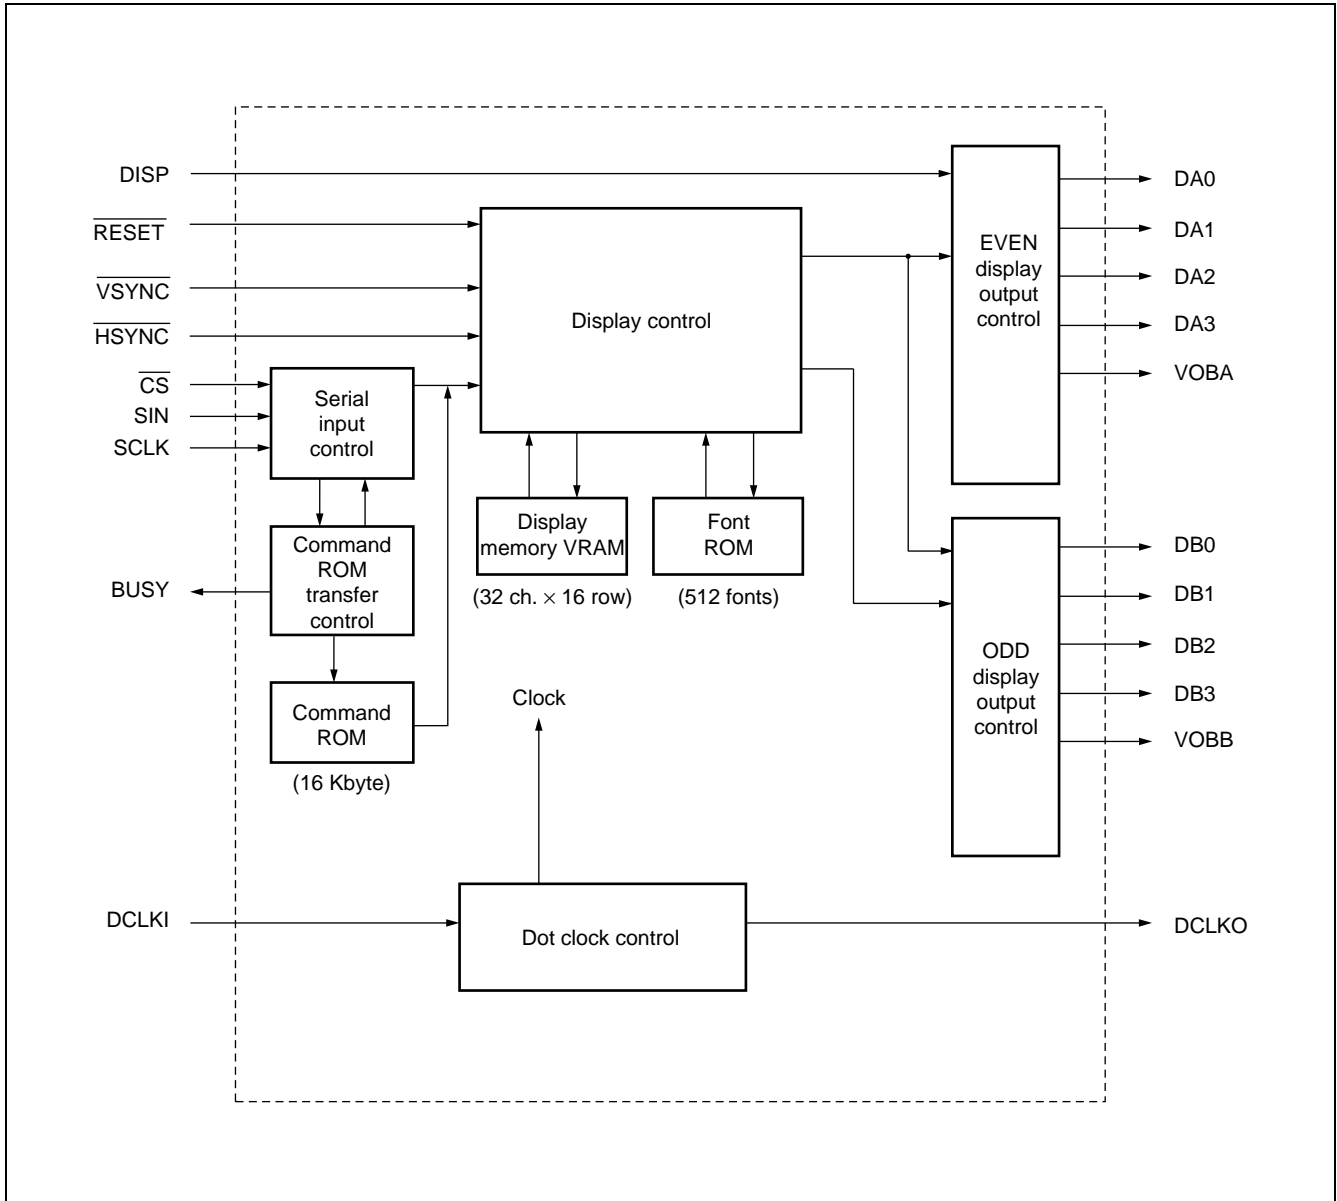 DISP
RESET
VSYNC
HSYNC
CS
SIN
SCLK
BUSY
DCLKI
Serial
input
control
Command
ROM
transfer
control
Command
ROM
(16 Kbyte)
Display control
Display
memory VRAM
(32 ch. × 16 row)
Font
ROM
(512 fonts)
Clock
Dot clock control
EVEN
display
output
control
ODD
display
output
control
DA0
DA1
DA2
DA3
VOBA
DB0
DB1
DB2
DB3
VOBB
DCLKO